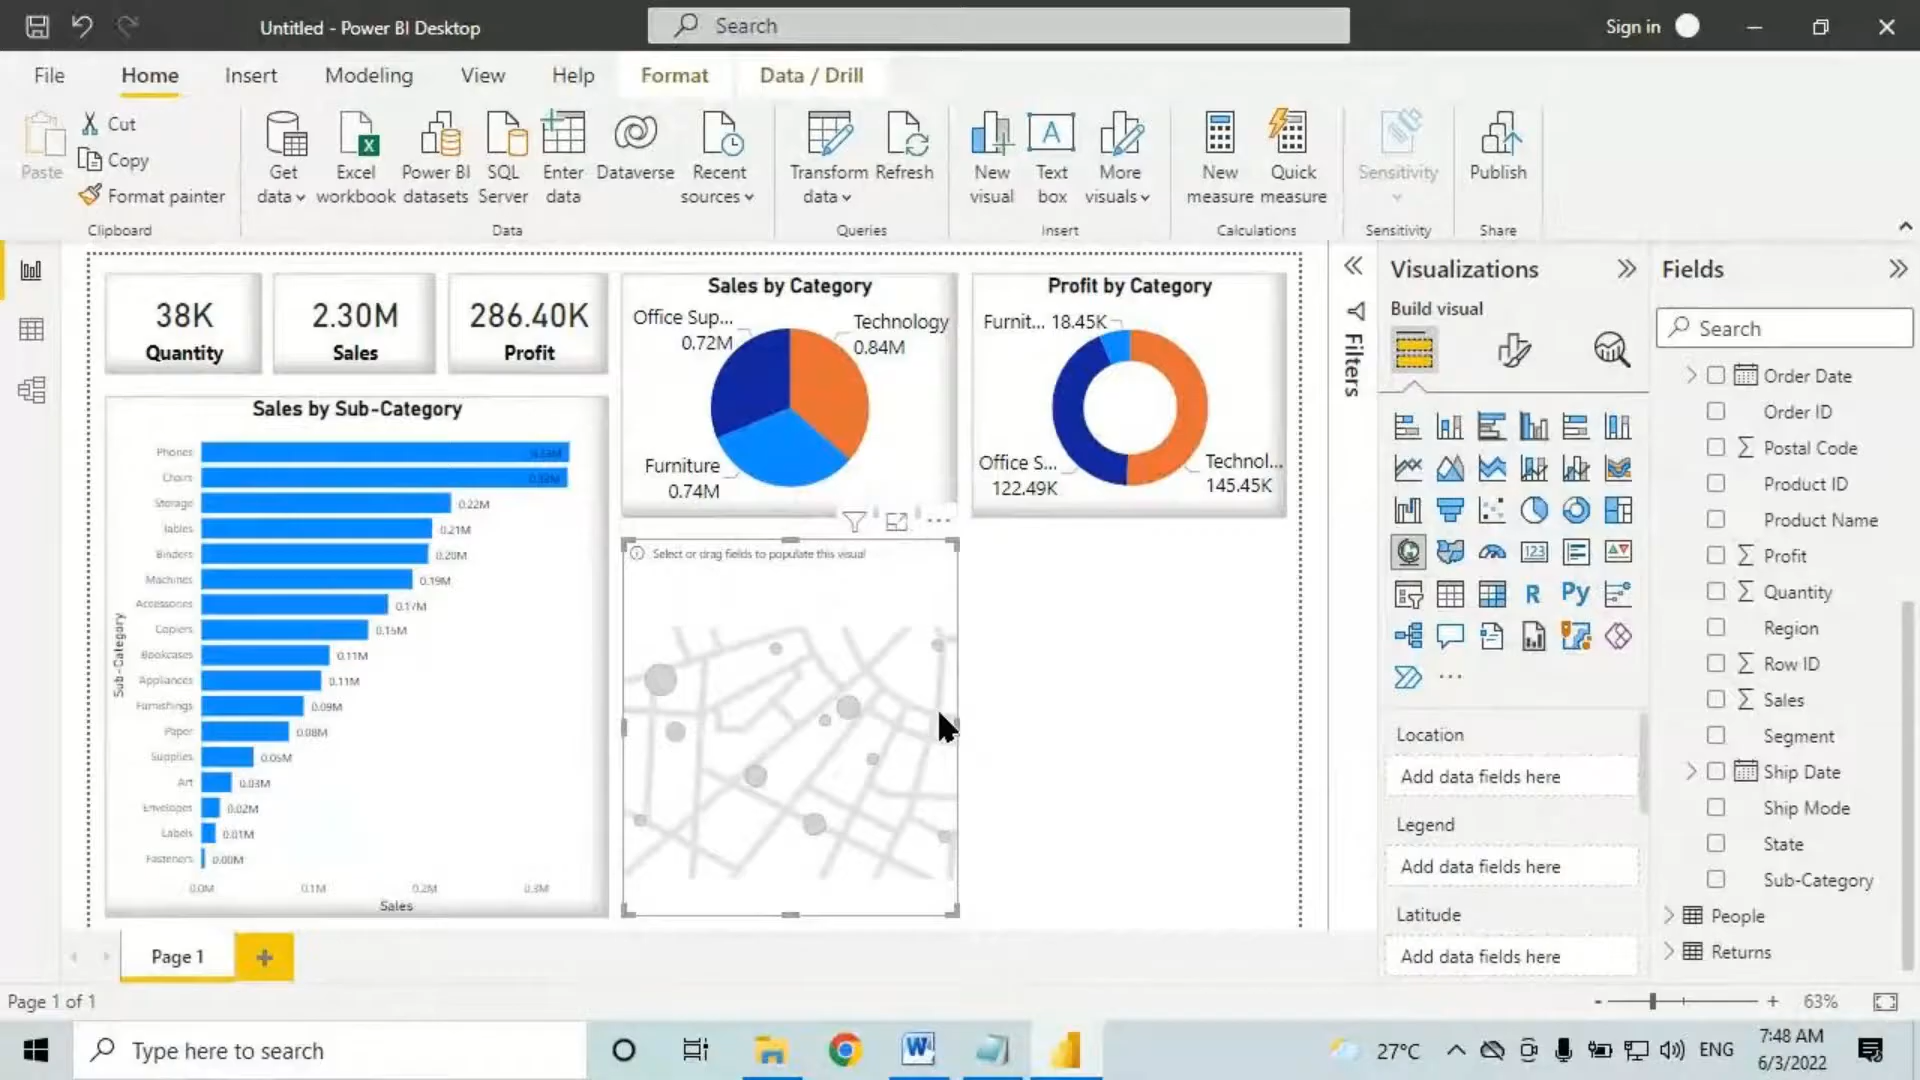 Untitled - Power BI Desktop
Search
Sign in
File
Home
Insert
Modeling
View
Help
Format
Data / Drill
Paste
Cut
Copy
Format painter
Clipboard
Get
data
Excel
workbook
Power BI
datasets
SQL
Server
Enter
data
Dataverse
Recent
sources
Data
Transform
data
Refresh
Queries
New
visual
Text
box
More
visuals
Insert
New
measure
Quick
measure
Calculations
Sensitivity
Sensitivity
Publish
Share
38K
Quantity
2.30M
Sales
286.40K
Profit
Sales by Sub-Category
Sub-Category
Phones
Chairs
Storage 0.22M
Tables 0.21M
Binders 0.20M
Machines 0.19M
Accessories 0.17M
Copiers 0.15M
Bookcases 0.11M
Appliances 0.11M
Furnishings 0.09M
Paper 0.08M
Supplies 0.05M
Art 0.03M
Envelopes 0.02M
Labels 0.01M
Fasteners 0.00M
0.0M 0.1M 0.2M 0.3M
Sales
Sales by Category
Office Sup...
0.72M
Technology
0.84M
Furniture
0.74M
Profit by Category
Furnit... 18.45K
Office S...
122.49K
Technol...
145.45K
Select or drag fields to populate this visual
Filters
Visualizations
Build visual
123
R
Py
...
Location
Add data fields here
Legend
Add data fields here
Latitude
Add data fields here
Fields
Search
Order Date
Order ID
Postal Code
Product ID
Product Name
Profit
Quantity
Region
Row ID
Sales
Segment
Ship Date
Ship Mode
State
Sub-Category
People
Returns
Page 1
Page 1 of 1
63%
Type here to search
27°C
ENG
7:48 AM
6/3/2022